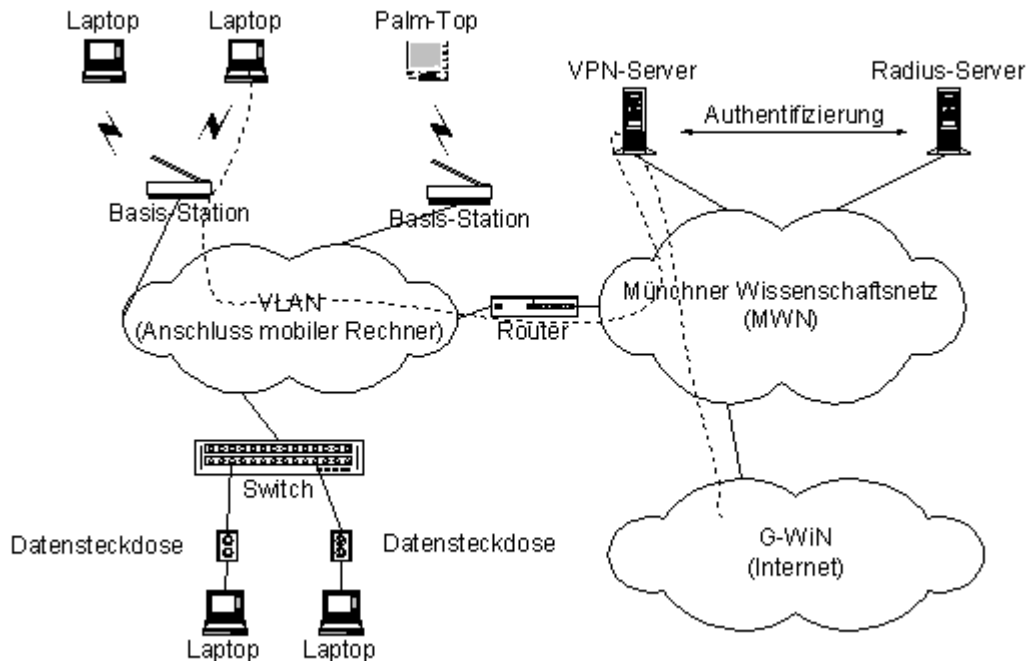 Laptop
Laptop
Palm-Top
VPN-Server
Radius-Server
Authentifizierung
Basis-Station
Basis-Station
VLAN
(Anschluss mobiler Rechner)
Router
Münchner Wissenschaftsnetz
(MWN)
Switch
Datensteckdose
Datensteckdose
G-WiN
(Internet)
Laptop
Laptop